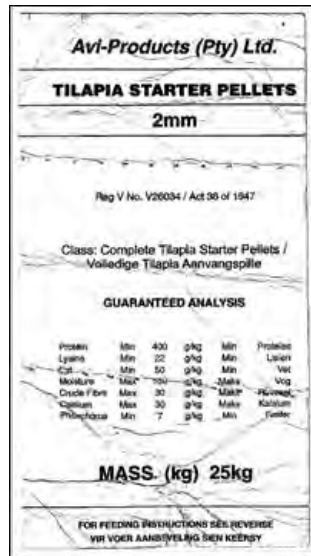 Avi-Products (Pty) Ltd.
TILAPIA STARTER PELLETS
2mm
Reg V No. V26034 / Act 36 of 1947
Class: Complete Tilapia Starter Pellets /
Volledige Tilapia Aanvangspille
GUARANTEED ANALYSIS
Protein Min 400 g/kg Min
Lysine Min 22 g/kg Min Lisien
Min 50 g/kg Min Vet
Moisture Max 100 g/kg Maks Vog
Crude Fibre Max 30 g/kg Maks
Calcium Max 30 g/kg Maks Kalsium
Phosphorus Min 7 g/kg Min
MASS (kg) 25kg
FOR FEEDING INSTRUCTIONS SEE REVERSE
VIR VOER AANBEVELING SIEN KEERSY